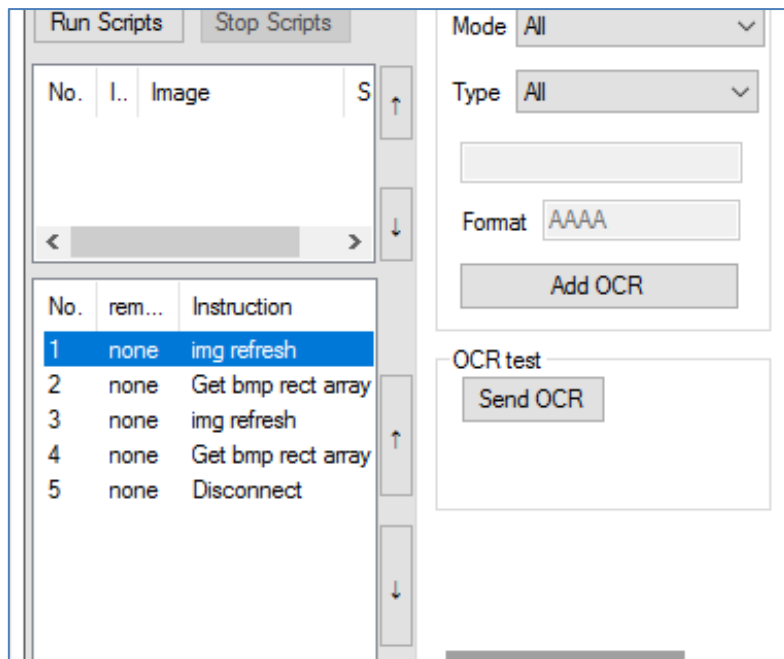 Run Scripts Stop Scripts
No. I.. Image S
↑
↓
< >
No. rem... Instruction
1 none img refresh
2 none Get bmp rect array
3 none img refresh
4 none Get bmp rect array
5 none Disconnect
↑
↓
Mode All
Type All
Format AAAA
Add OCR
OCR test
Send OCR